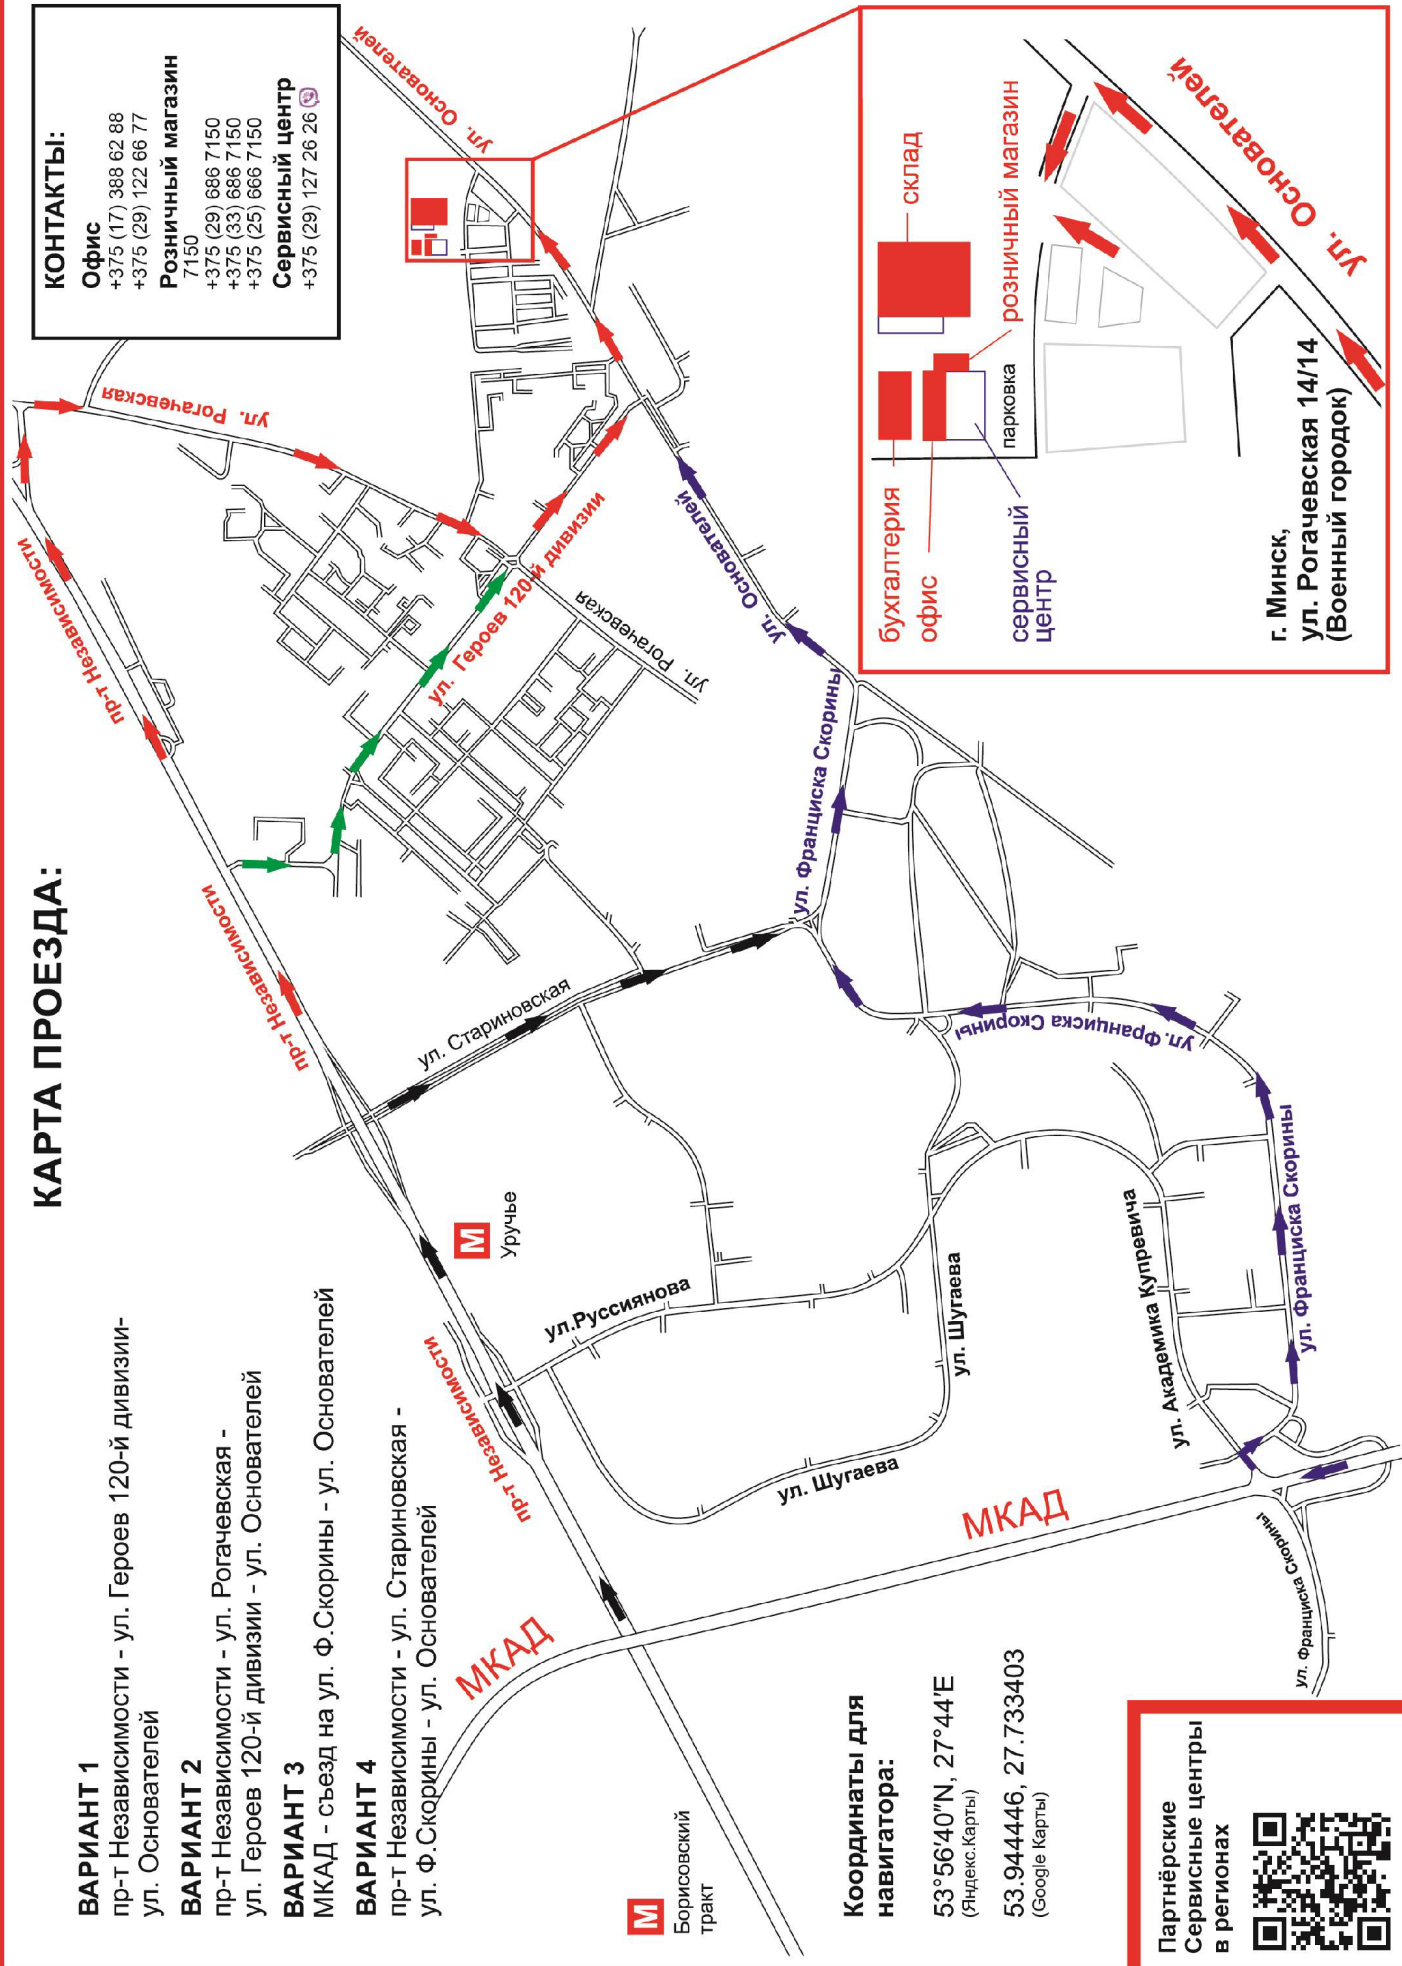 КАРТА ПРОЕЗДА:
ВАРИАНТ 1
пр-т Независимости - ул. Героев 120-й дивизии-
ул. Основателей
ВАРИАНТ 2
пр-т Независимости - ул. Рогачевская -
ул. Героев 120-й дивизии - ул. Основателей
ВАРИАНТ 3
МКАД - съезд на ул. Ф.Скорины - ул. Основателей
ВАРИАНТ 4
пр-т Независимости - ул. Стариновская -
ул. Ф.Скорины - ул. Основателей
КОНТАКТЫ:
Офис
+375 (17) 388 62 88
+375 (29) 122 66 77
Розничный магазин
7150
+375 (29) 686 7150
+375 (33) 686 7150
+375 (25) 666 7150
Сервисный центр
+375 (29) 127 26 26
пр-т Независимости
пр-т Независимости
пр-т Независимости
пр-т Независимости
ул. Рогачевская
ул. Героев 120-й дивизии
ул. Рогачевская
ул. Основателей
ул. Основателей
ул. Стариновская
М
Уручье
ул.Руссиянова
ул. Шугаева
ул. Шугаева
ул. Франциска Скорины
ул. Франциска Скорины
ул. Франциска Скорины
ул. Франциска Скорины
ул. Академика Купревича
МКАД
МКАД
М
Борисовский
тракт
Координаты для
навигатора:
53°56'40"N, 27°44'E
(Яндекс.Карты)
53.944446, 27.733403
(Google Карты)
Партнёрские
Сервисные центры
в регионах
бухгалтерия
офис
сервисный
центр
парковка
склад
розничный магазин
ул. Основателей
г. Минск,
ул. Рогачевская 14/14
(Военный городок)